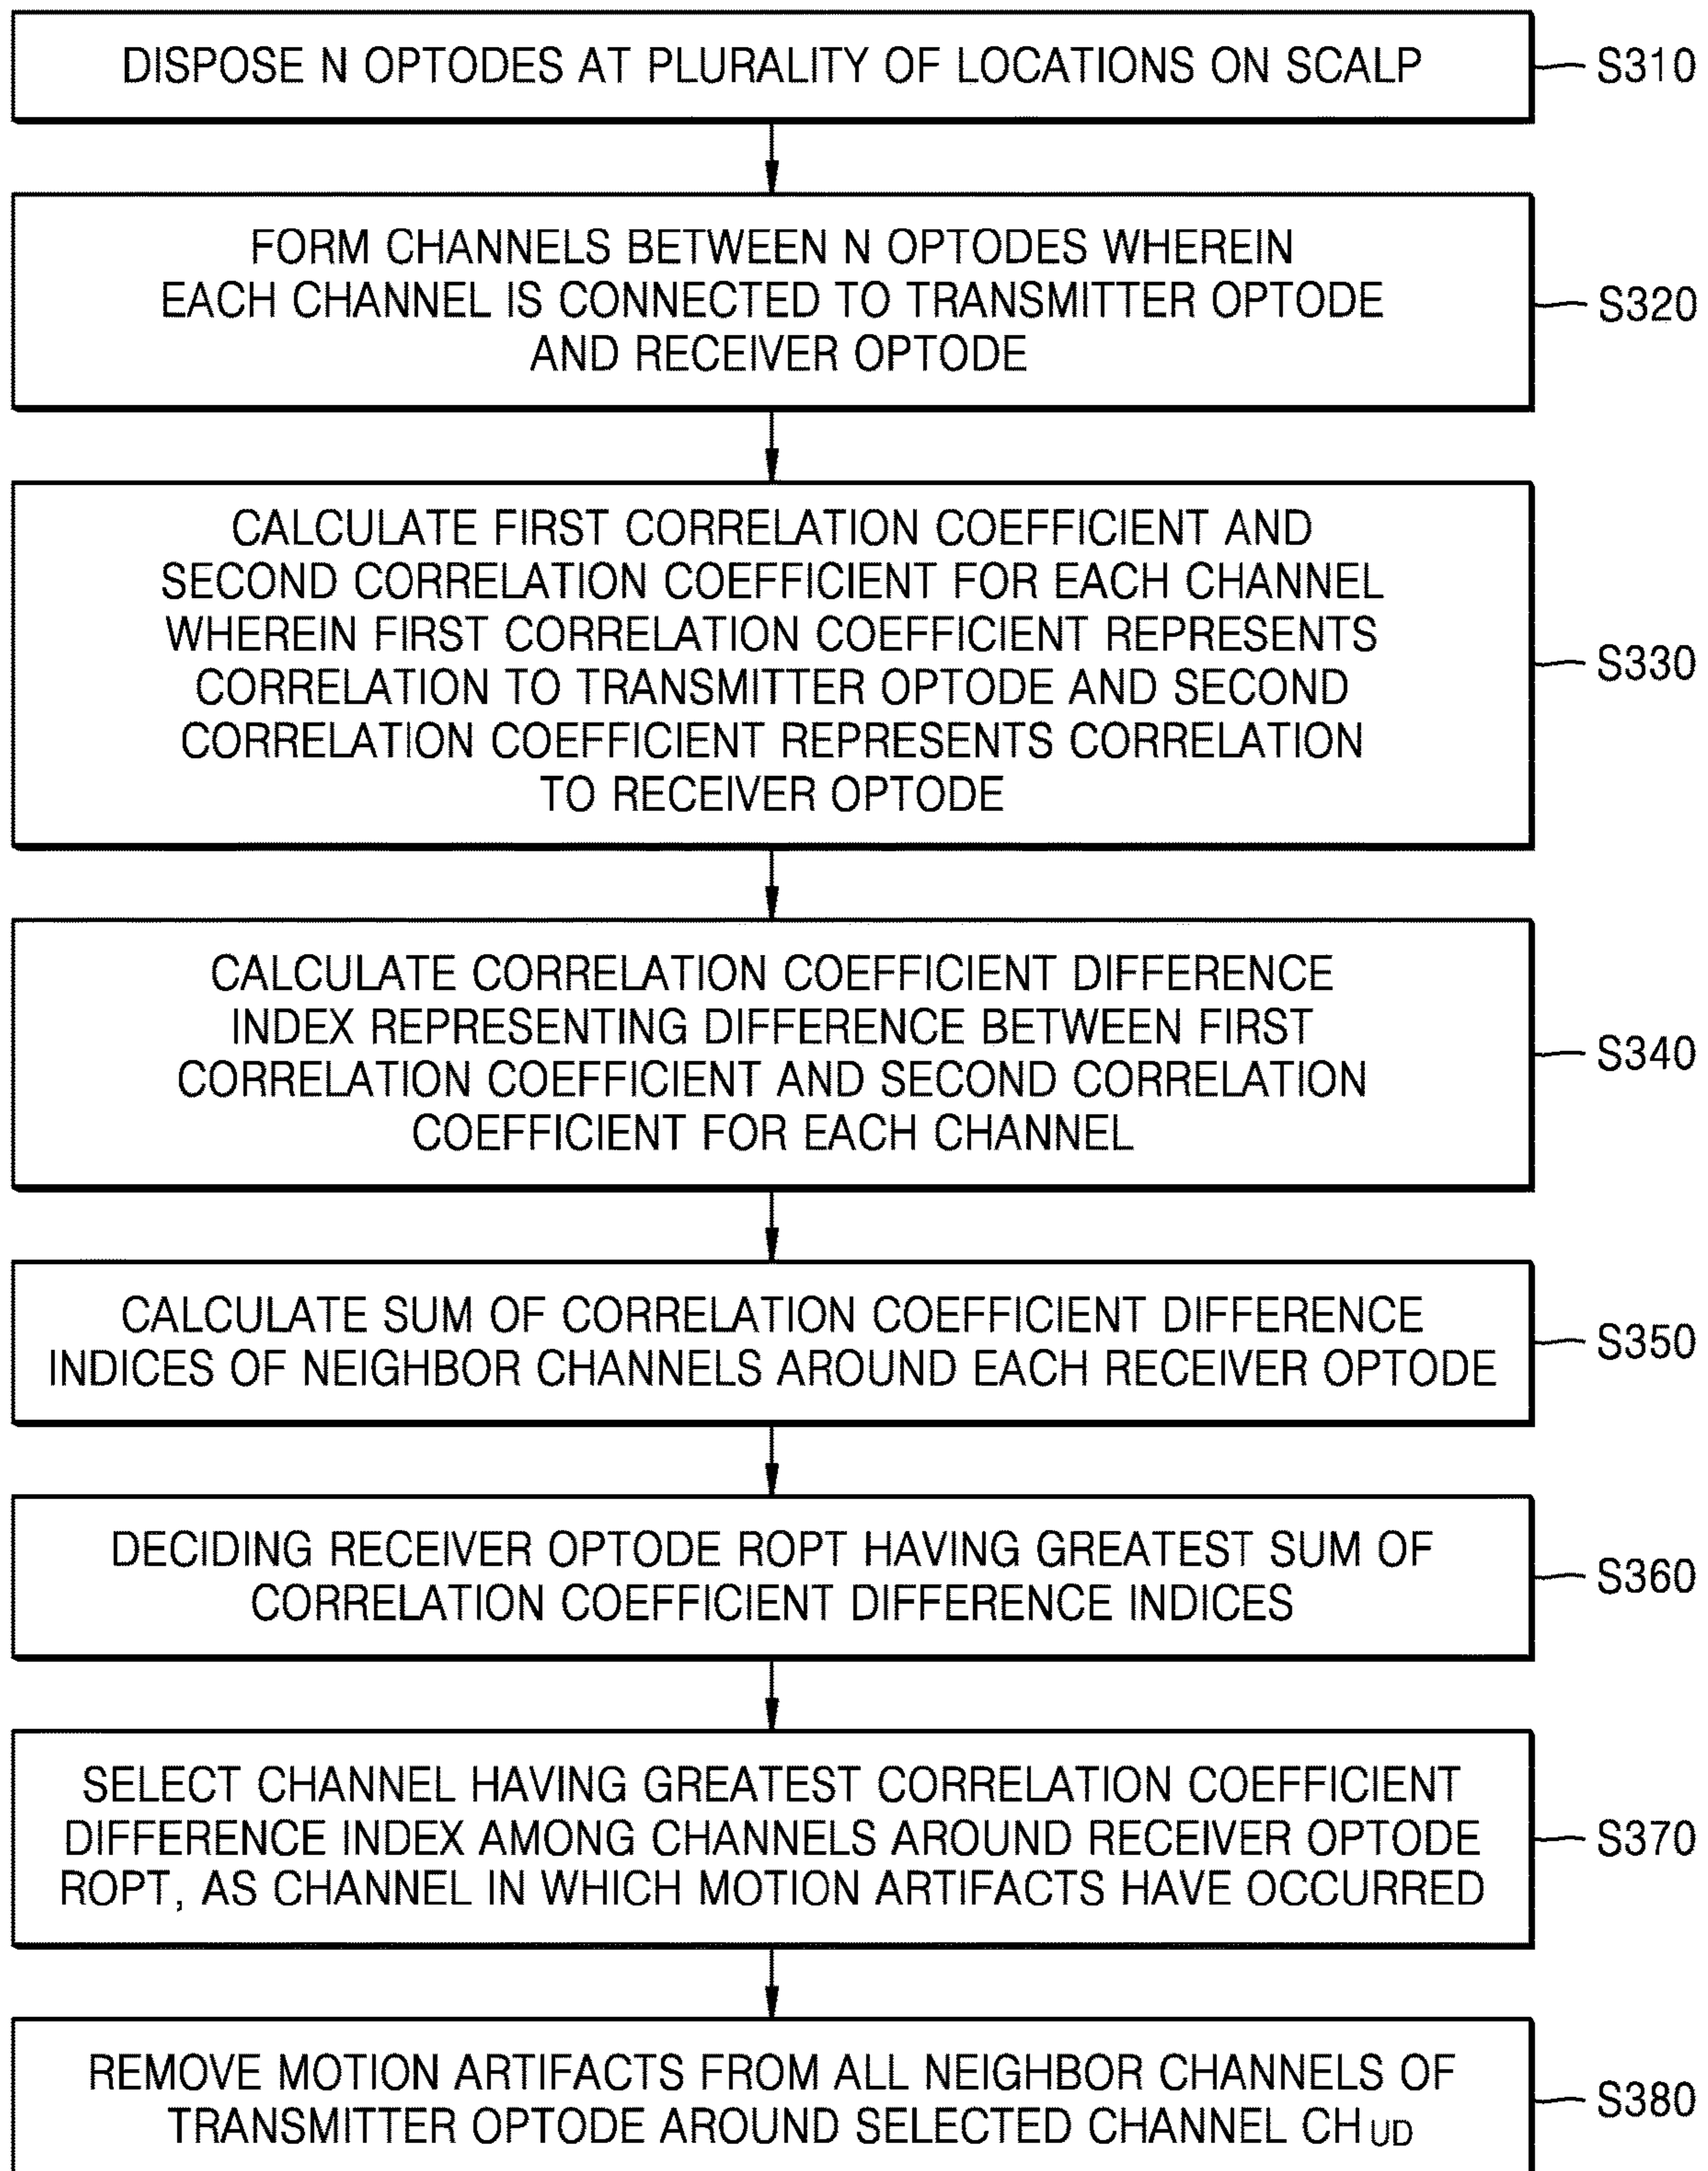 DISPOSE N OPTODES AT PLURALITY OF LOCATIONS ON SCALP
S310
FORM CHANNELS BETWEEN N OPTODES WHEREIN
EACH CHANNEL IS CONNECTED TO TRANSMITTER OPTODE
AND RECEIVER OPTODE
S320
CALCULATE FIRST CORRELATION COEFFICIENT AND
SECOND CORRELATION COEFFICIENT FOR EACH CHANNEL
WHEREIN FIRST CORRELATION COEFFICIENT REPRESENTS
CORRELATION TO TRANSMITTER OPTODE AND SECOND
CORRELATION COEFFICIENT REPRESENTS CORRELATION
TO RECEIVER OPTODE
S330
CALCULATE CORRELATION COEFFICIENT DIFFERENCE
INDEX REPRESENTING DIFFERENCE BETWEEN FIRST
CORRELATION COEFFICIENT AND SECOND CORRELATION
COEFFICIENT FOR EACH CHANNEL
S340
CALCULATE SUM OF CORRELATION COEFFICIENT DIFFERENCE
INDICES OF NEIGHBOR CHANNELS AROUND EACH RECEIVER OPTODE
S350
DECIDING RECEIVER OPTODE ROPT HAVING GREATEST SUM OF
CORRELATION COEFFICIENT DIFFERENCE INDICES
S360
SELECT CHANNEL HAVING GREATEST CORRELATION COEFFICIENT
DIFFERENCE INDEX AMONG CHANNELS AROUND RECEIVER OPTODE
ROPT, AS CHANNEL IN WHICH MOTION ARTIFACTS HAVE OCCURRED
S370
REMOVE MOTION ARTIFACTS FROM ALL NEIGHBOR CHANNELS OF
TRANSMITTER OPTODE AROUND SELECTED CHANNEL CH UD
S380